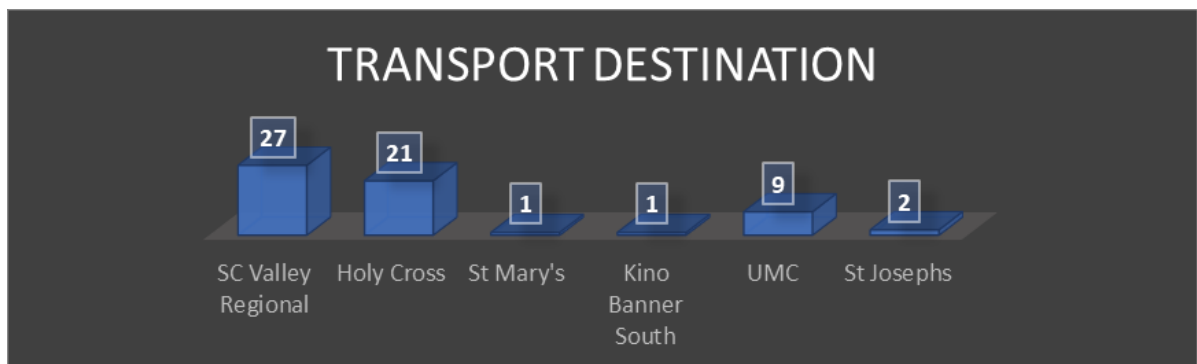 TRANSPORT DESTINATION
27
21
1
1
9
2
SC Valley
Regional
Holy Cross
St Mary's
Kino
Banner
South
UMC
St Josephs